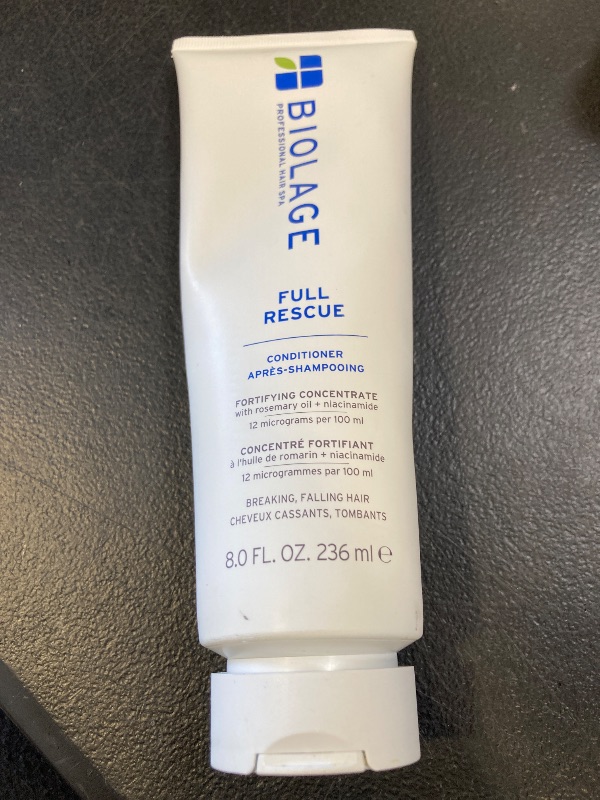 BIOLAGE
PROFESSIONAL HAIR SPA
FULL
RESCUE
CONDITIONER
APRÈS-SHAMPOOING
FORTIFYING CONCENTRATE
with rosemary oil + niacinamide
12 micrograms per 100 ml
CONCENTRÉ FORTIFIANT
à l'huile de romarin + niacinamide
12 microgrammes par 100 ml
BREAKING, FALLING HAIR
CHEVEUX CASSANTS, TOMBANTS
8.0 FL. OZ. 236 ml ℮